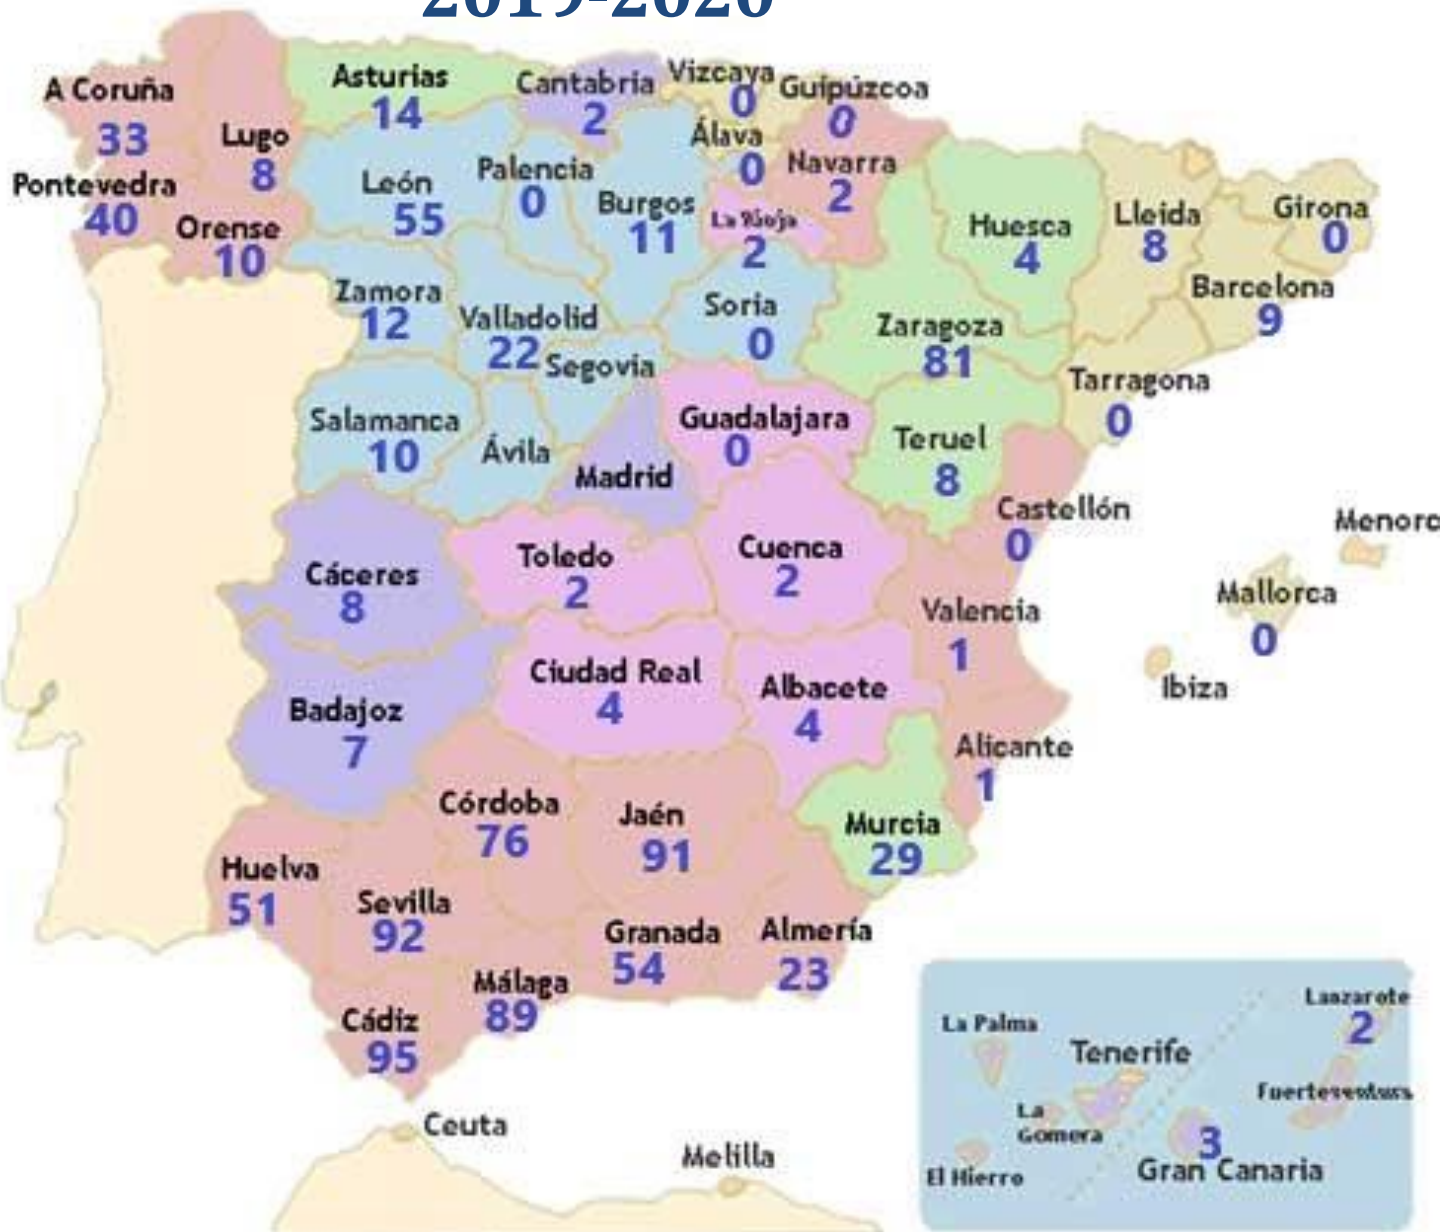 2019-2020
A Coruña
33
Lugo
8
Pontevedra
40
Orense
10
Asturias
14
Cantabria
2
Vizcaya
0
Guipúzcoa
0
Álava
0
Navarra
2
La Rioja
2
León
55
Palencia
0
Burgos
11
Zamora
12
Valladolid
22
Segovia
Soria
0
Salamanca
10
Ávila
Huesca
4
Zaragoza
81
Teruel
8
Lleida
8
Girona
0
Barcelona
9
Tarragona
0
Madrid
Guadalajara
0
Cuenca
2
Toledo
2
Ciudad Real
4
Albacete
4
Cáceres
8
Badajoz
7
Castellón
0
Valencia
1
Alicante
1
Menorc
Mallorca
0
Ibiza
Murcia
29
Córdoba
76
Jaén
91
Huelva
51
Sevilla
92
Granada
54
Almería
23
Málaga
89
Cádiz
95
Ceuta
Melilla
La Palma
Tenerife
La
Gomera
El Hierro
Lanzarote
2
Fuerteventura
3
Gran Canaria